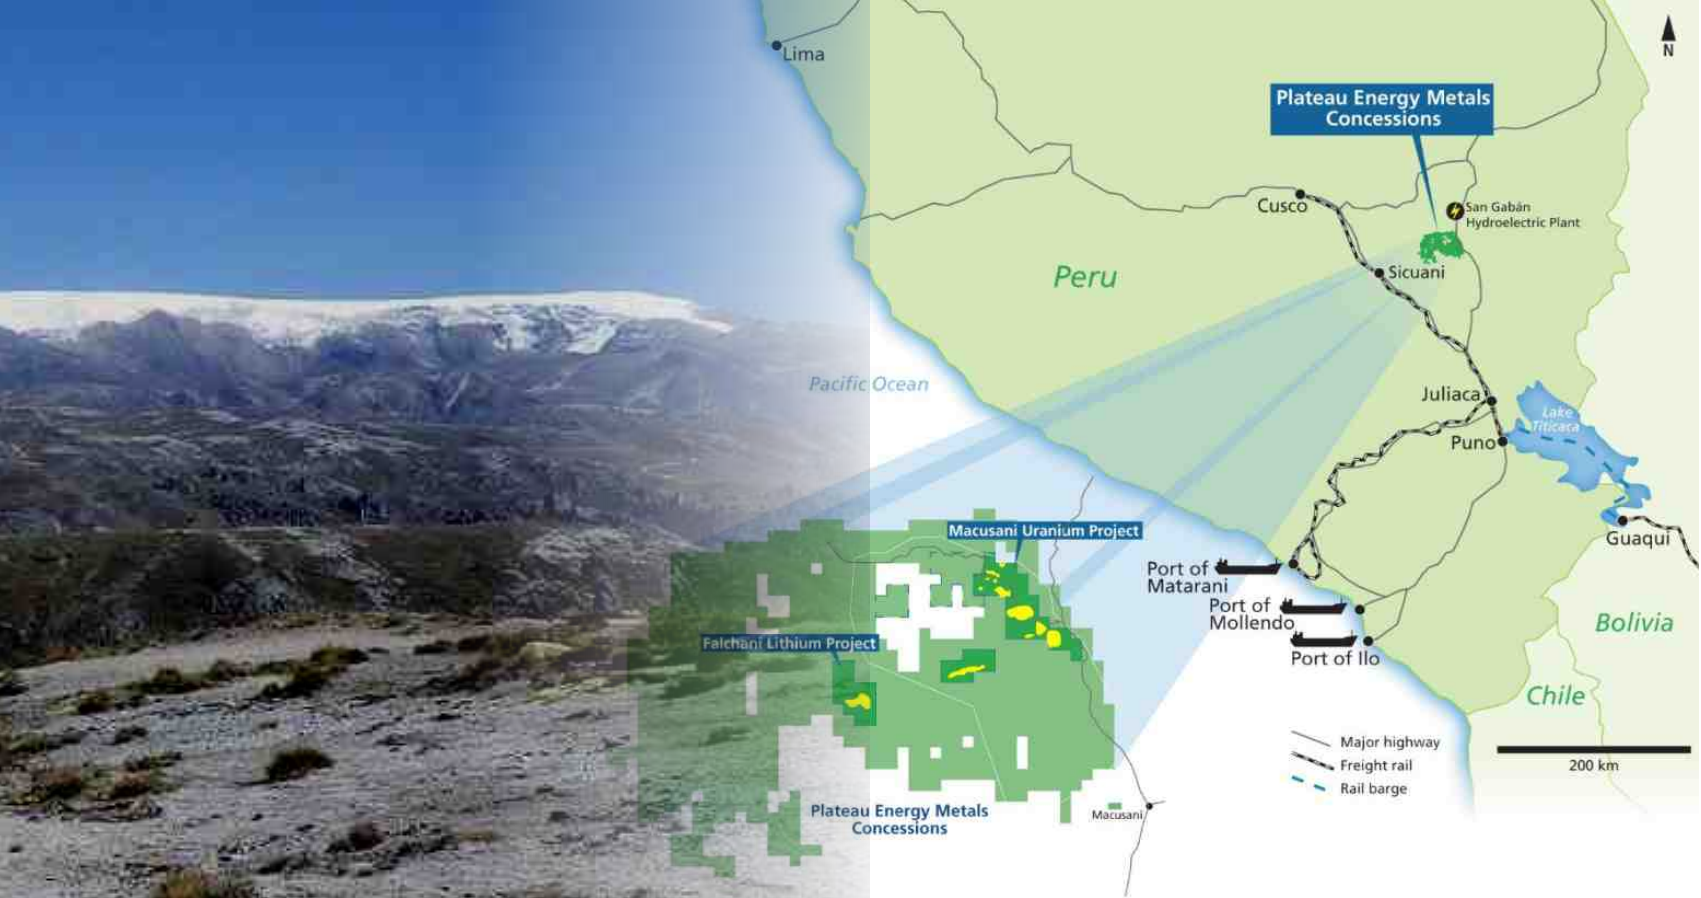 Lima
N
Plateau Energy Metals
Concessions
Cusco
San Gabán
Hydroelectric Plant
Peru
Sicuani
Pacific Ocean
Juliaca
Lake
Titicaca
Puno
Macusani Uranium Project
Guaqui
Port of
Matarani
Port of
Mollendo
Bolivia
Falchani Lithium Project
Port of Ilo
Chile
Major highway
Freight rail
200 km
Rail barge
Plateau Energy Metals
Concessions
Macusani